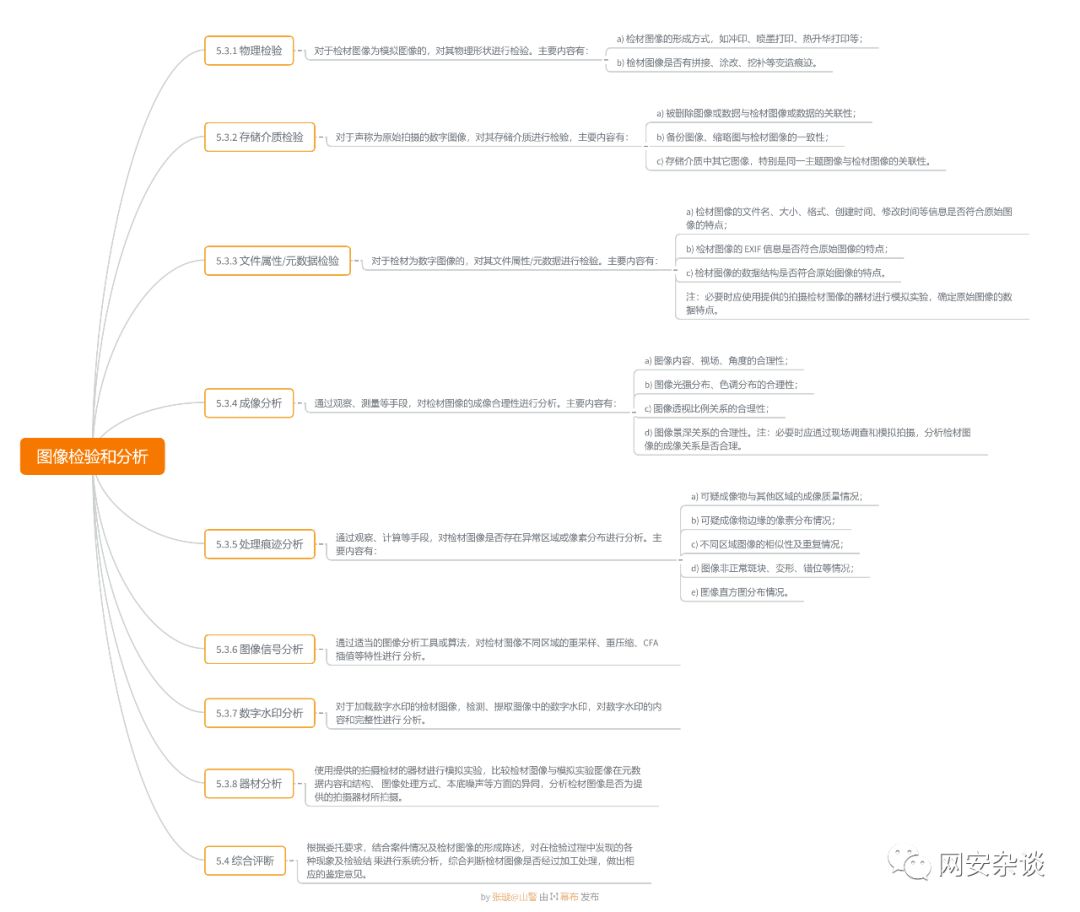 图像检验和分析
5.3.1 物理检验
对于检材图像为模拟图像的，对其物理形状进行检验。主要内容有：
a) 检材图像的形成方式，如冲印、喷墨打印、热升华打印等；
b) 检材图像是否有拼接、涂改、挖补等变造痕迹。
5.3.2 存储介质检验
对于声称为原始拍摄的数字图像，对其存储介质进行检验，主要内容有：
a) 被删除图像或数据与检材图像或数据的关联性；
b) 备份图像、缩略图与检材图像的一致性；
c) 存储介质中其它图像，特别是同一主题图像与检材图像的关联性。
5.3.3 文件属性/元数据检验
对于检材为数字图像的，对其文件属性/元数据进行检验。主要内容有：
a) 检材图像的文件名、大小、格式、创建时间、修改时间等信息是否符合原始图
像的特点；
b) 检材图像的 EXIF 信息是否符合原始图像的特点；
c) 检材图像的数据结构是否符合原始图像的特点。
注：必要时应使用提供的拍摄检材图像的器材进行模拟实验，确定原始图像的数
据特点。
5.3.4 成像分析
通过观察、测量等手段，对检材图像的成像合理性进行分析。主要内容有：
a) 图像内容、视场、角度的合理性；
b) 图像光强分布、色调分布的合理性；
c) 图像透视比例关系的合理性；
d) 图像景深关系的合理性。注：必要时应通过现场调查和模拟拍摄，分析检材图
像的成像关系是否合理。
5.3.5 处理痕迹分析
通过观察、计算等手段，对检材图像是否存在异常区域或像素分布进行分析。主
要内容有：
a) 可疑成像物与其他区域的成像质量情况；
b) 可疑成像物边缘的像素分布情况；
c) 不同区域图像的相似性及重复情况；
d) 图像非正常斑块、变形、错位等情况；
e) 图像直方图分布情况。
5.3.6 图像信号分析
通过适当的图像分析工具或算法，对检材图像不同区域的重采样、重压缩、CFA
插值等特性进行 分析。
5.3.7 数字水印分析
对于加载数字水印的检材图像，检测、提取图像中的数字水印，对数字水印的内
容和完整性进行 分析。
5.3.8 器材分析
使用提供的拍摄检材的器材进行模拟实验，比较检材图像与模拟实验图像在元数
据内容和结构、 图像处理方式、本底噪声等方面的异同，分析检材图像是否为提
供的拍摄器材所拍摄。
5.4 综合评断
根据委托要求，结合案件情况及检材图像的形成陈述，对在检验过程中发现的各
种现象及检验结 果进行系统分析，综合判断检材图像是否经过加工处理，做出相
应的鉴定意见。
网安杂谈
by 张璇@山警 由 幕布 发布